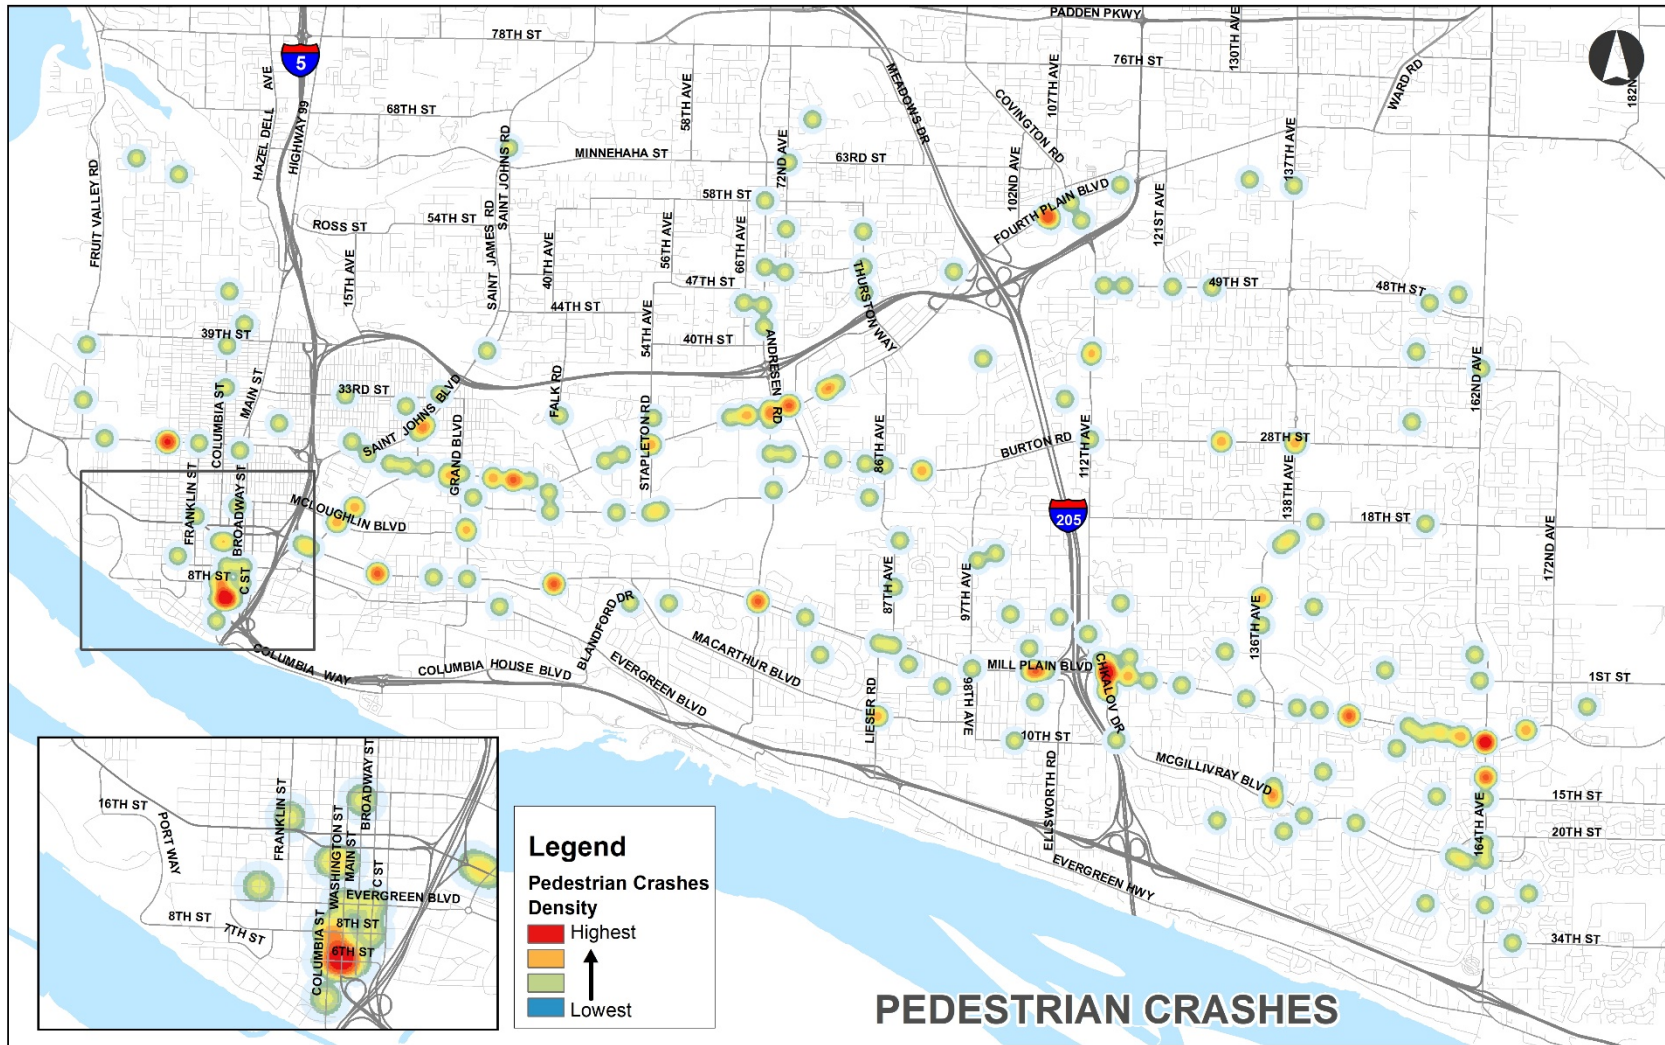 PADDEN PKWY
78TH ST
76TH ST
130TH AVE
5
HAZEL DELL AVE
HIGHWAY 99
68TH ST
58TH AVE
MEADOWS DR
COVINGTON RD
107TH AVE
WARD RD
182N
FRUIT VALLEY RD
SAINT JOHNS RD
MINNEHAHA ST
72ND AVE
63RD ST
102ND AVE
FOURTH PLAIN BLVD
137TH AVE
121ST AVE
58TH ST
ROSS ST
54TH ST
15TH AVE
SAINT JAMES RD
40TH AVE
56TH AVE
66TH AVE
47TH ST
THURSTON WAY
49TH ST
48TH ST
44TH ST
39TH ST
54TH AVE
40TH ST
ANDRESEN RD
COLUMBIA ST
MAIN ST
33RD ST
SAINT JOHNS BLVD
GRAND BLVD
FALK RD
STAPLETON RD
86TH AVE
BURTON RD
112TH AVE
28TH ST
162ND AVE
138TH AVE
FRANKLIN ST
BROADWAY ST
MCLOUGHLIN BLVD
205
18TH ST
172ND AVE
8TH ST
C ST
87TH AVE
97TH AVE
136TH AVE
BLANDFORD DR
COLUMBIA WAY
COLUMBIA HOUSE BLVD
EVERGREEN BLVD
MACARTHUR BLVD
LIESER RD
98TH AVE
MILL PLAIN BLVD
CHKALOV DR
1ST ST
10TH ST
ELLSWORTH RD
MCGILLIVRAY BLVD
164TH AVE
15TH ST
20TH ST
EVERGREEN HWY
34TH ST
16TH ST
PORT WAY
FRANKLIN ST
WASHINGTON ST
MAIN ST
BROADWAY ST
C ST
EVERGREEN BLVD
8TH ST
8TH ST
7TH ST
COLUMBIA ST
6TH ST
Legend
Pedestrian Crashes
Density
Highest
Lowest
PEDESTRIAN CRASHES